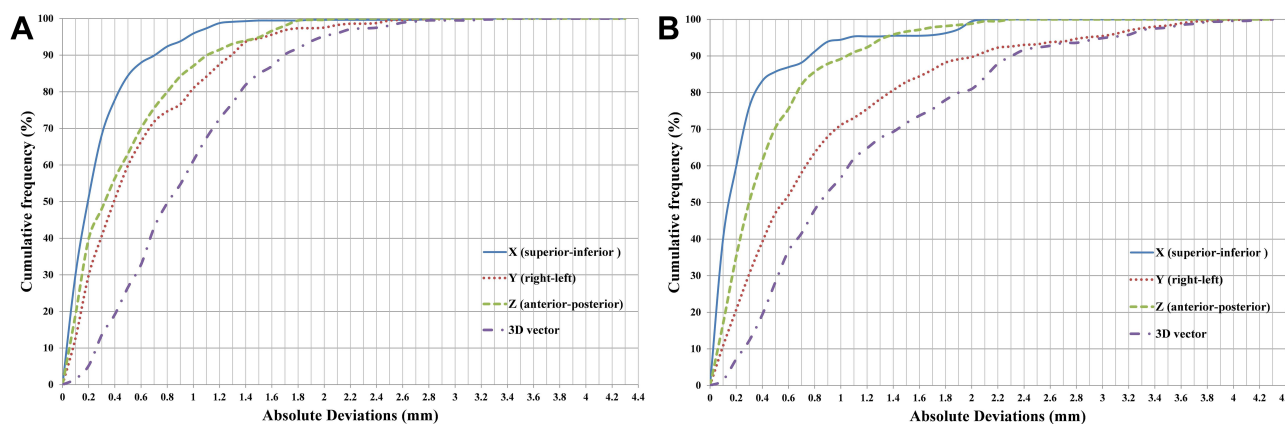 A
Cumulative frequency (%)
100
90
80
70
60
50
40
30
20
10
0
X (superior-inferior )
Y (right-left)
Z (anterior-posterior)
3D vector
0 0.2 0.4 0.6 0.8 1 1.2 1.4 1.6 1.8 2 2.2 2.4 2.6 2.8 3 3.2 3.4 3.6 3.8 4 4.2 4.4
Absolute Deviations (mm)
B
Cumulative frequency (%)
100
90
80
70
60
50
40
30
20
10
0
X (superior-inferior )
Y (right-left)
Z (anterior-posterior)
3D vector
0 0.2 0.4 0.6 0.8 1 1.2 1.4 1.6 1.8 2 2.2 2.4 2.6 2.8 3 3.2 3.4 3.6 3.8 4 4.2
Absolute Deviations (mm)